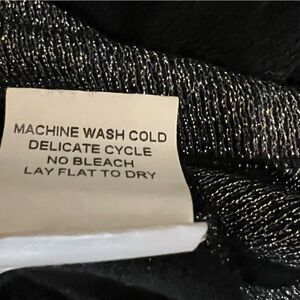 MACHINE WASH COLD
DELICATE CYCLE
NO BLEACH
LAY FLAT TO DRY